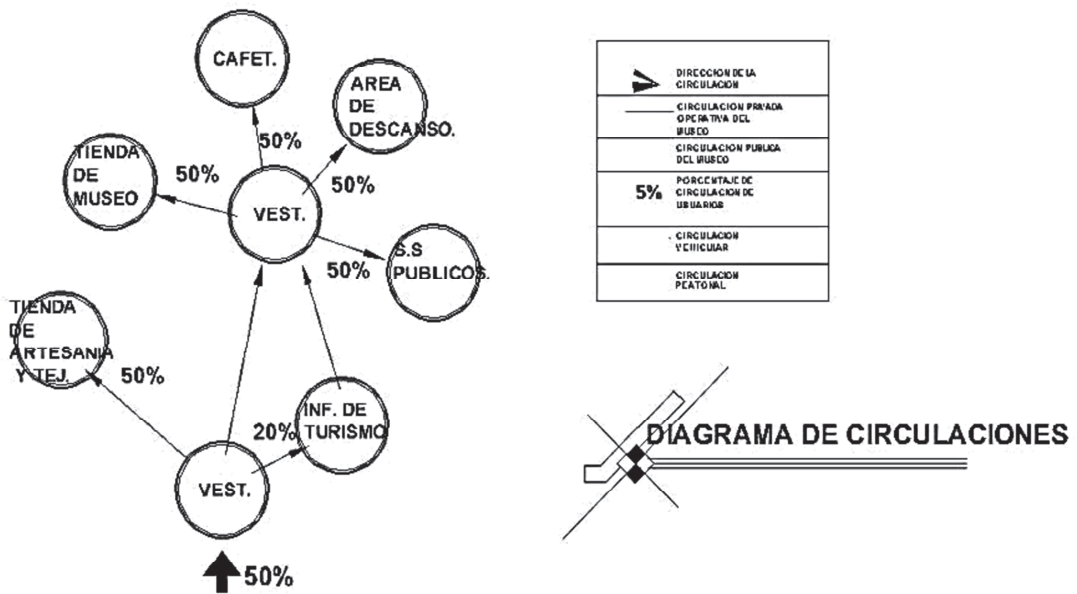 CAFET.
AREA
DE
DESCANSO.
50%
TIENDA
DE
MUSEO
50%
50%
VEST.
S.S
PUBLICOS.
50%
TIENDA
DE
ARTESANIA
Y TEJ.
50%
INF. DE
TURISMO
20%
VEST.
50%
DIRECCION DE LA
CIRCULACION
CIRCULACION PRIVADA
OPERATIVA DEL
MUSEO
CIRCULACION PUBLICA
DEL MUSEO
5%
PORCENTAJE DE
CIRCULACION DE
USUARIOS
CIRCULACION
VEHICULAR
CIRCULACION
PEATONAL
DIAGRAMA DE CIRCULACIONES